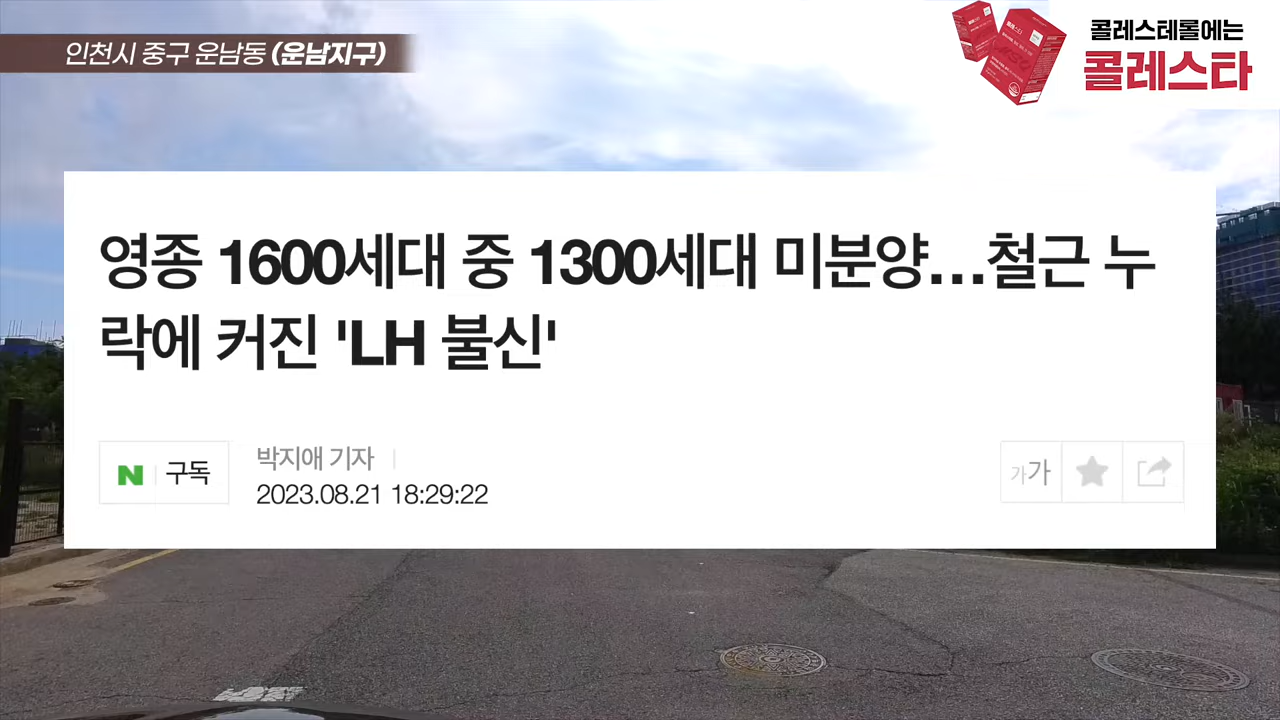 인천시 중구 운남동 (운남지구)
콜레스테롤에는
콜레스타
영종 1600세대 중 1300세대 미분양…철근 누
락에 커진 'LH 불신'
N 구독
박지애 기자
2023.08.21 18:29:22
가가